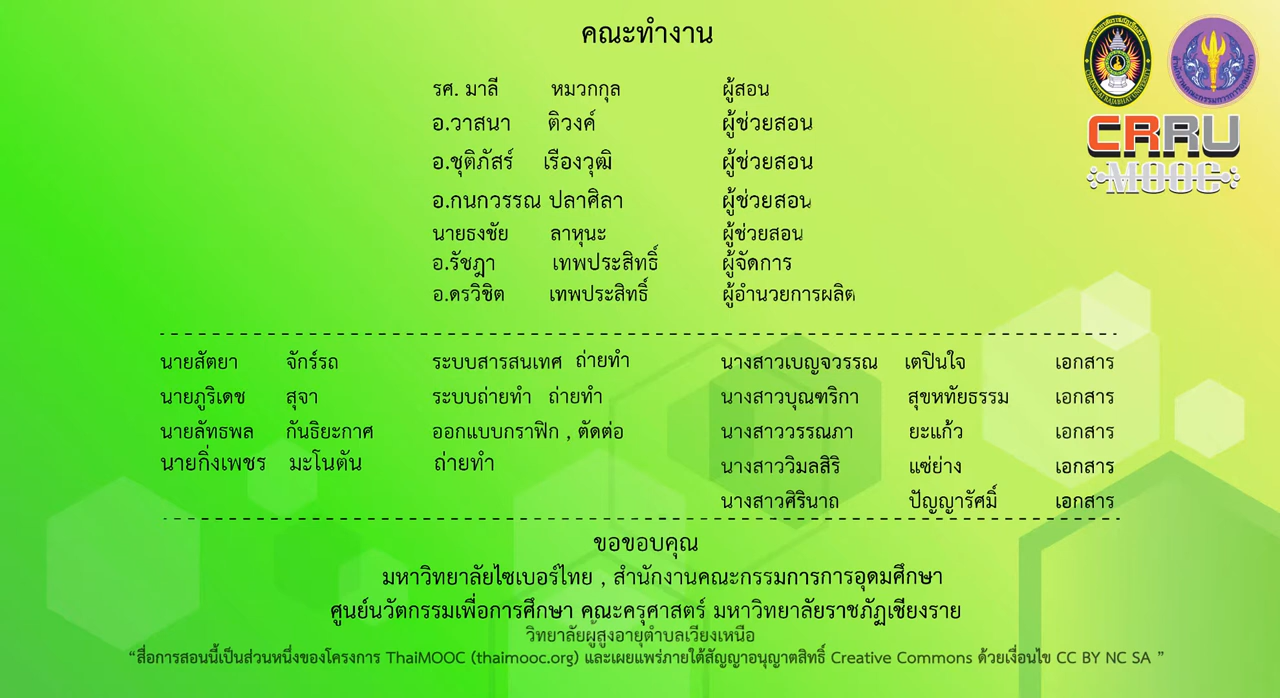 คณะทำงาน
รศ. มาลี หมวกกุล ผู้สอน
อ.วาสนา ติวงค์ ผู้ช่วยสอน
อ.ชุติภัสร์ เรืองวุฒิ ผู้ช่วยสอน
อ.กนกวรรณ ปลาศิลา ผู้ช่วยสอน
นายธงชัย ลาหุนะ ผู้ช่วยสอน
อ.รัชฎา เทพประสิทธิ์ ผู้จัดการ
อ.ดรวิชิต เทพประสิทธิ์ ผู้อำนวยการผลิต
CRRU
MOOC
นายสัตยา จักร์รถ ระบบสารสนเทศ ถ่ายทำ นางสาวเบญจวรรณ เตปินใจ เอกสาร
นายภูริเดช สุจา ระบบถ่ายทำ ถ่ายทำ นางสาวบุณฑริกา สุขหทัยธรรม เอกสาร
นายลัทธพล กันธิยะกาศ ออกแบบกราฟิก , ตัดต่อ นางสาววรรณภา ยะแก้ว เอกสาร
นายกิ่งเพชร มะโนตัน ถ่ายทำ นางสาววิมลสิริ แซ่ย่าง เอกสาร
นางสาวศิรินาถ ปัญญารัศมิ์ เอกสาร
ขอขอบคุณ
มหาวิทยาลัยไซเบอร์ไทย , สำนักงานคณะกรรมการการอุดมศึกษา
ศูนย์นวัตกรรมเพื่อการศึกษา คณะครุศาสตร์ มหาวิทยาลัยราชภัฏเชียงราย
วิทยาลัยผู้สูงอายุตำบลเวียงเหนือ
“สื่อการสอนนี้เป็นส่วนหนึ่งของโครงการ ThaiMOOC (thaimooc.org) และเผยแพร่ภายใต้สัญญาอนุญาตสิทธิ์ Creative Commons ด้วยเงื่อนไข CC BY NC SA ”